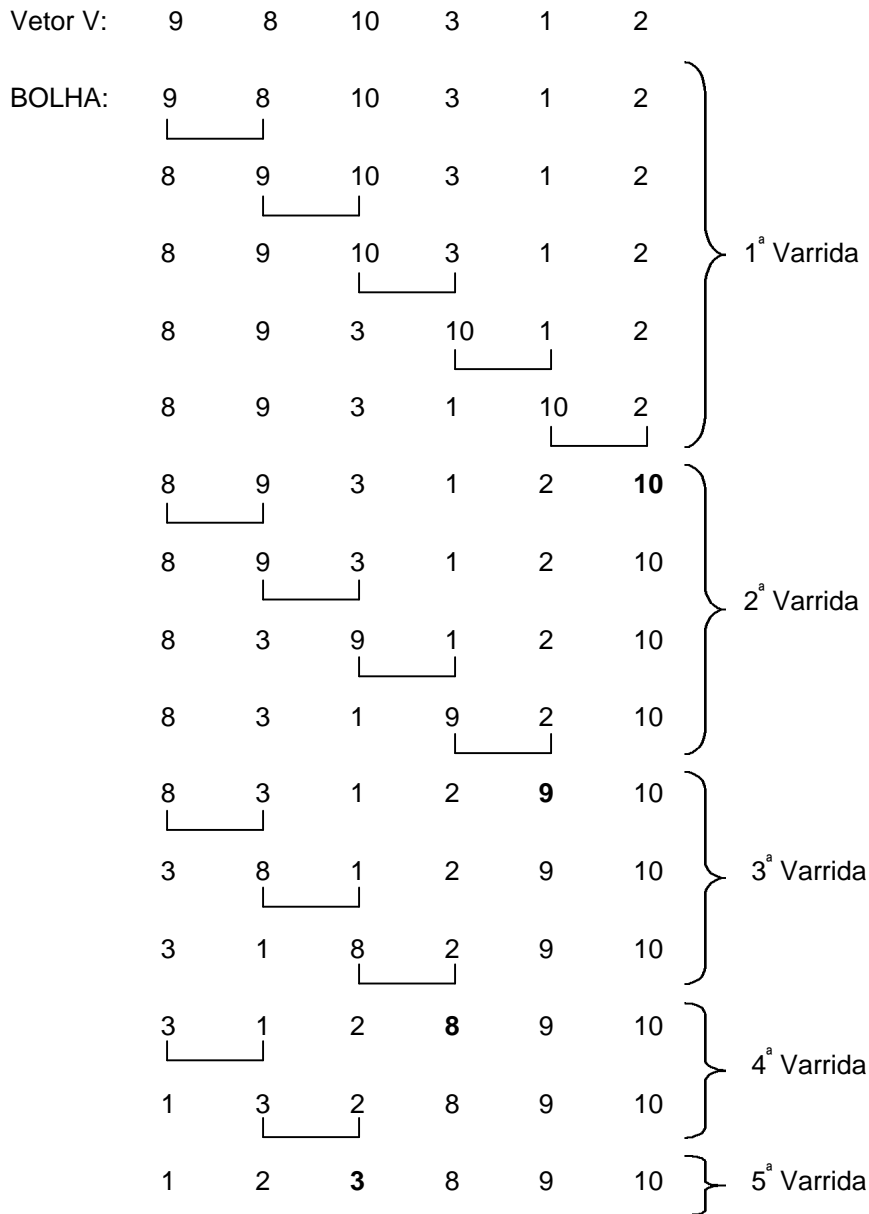 Vetor V: 9 8 10 3 1 2
BOLHA: 9 8 10 3 1 2
8 9 10 3 1 2
8 9 10 3 1 2 1ª Varrida
8 9 3 10 1 2
8 9 3 1 10 2
8 9 3 1 2 10
8 9 3 1 2 10
2ª Varrida
8 3 9 1 2 10
8 3 1 9 2 10
8 3 1 2 9 10
3 8 1 2 9 10 3ª Varrida
3 1 8 2 9 10
3 1 2 8 9 10
4ª Varrida
1 3 2 8 9 10
1 2 3 8 9 10 5ª Varrida